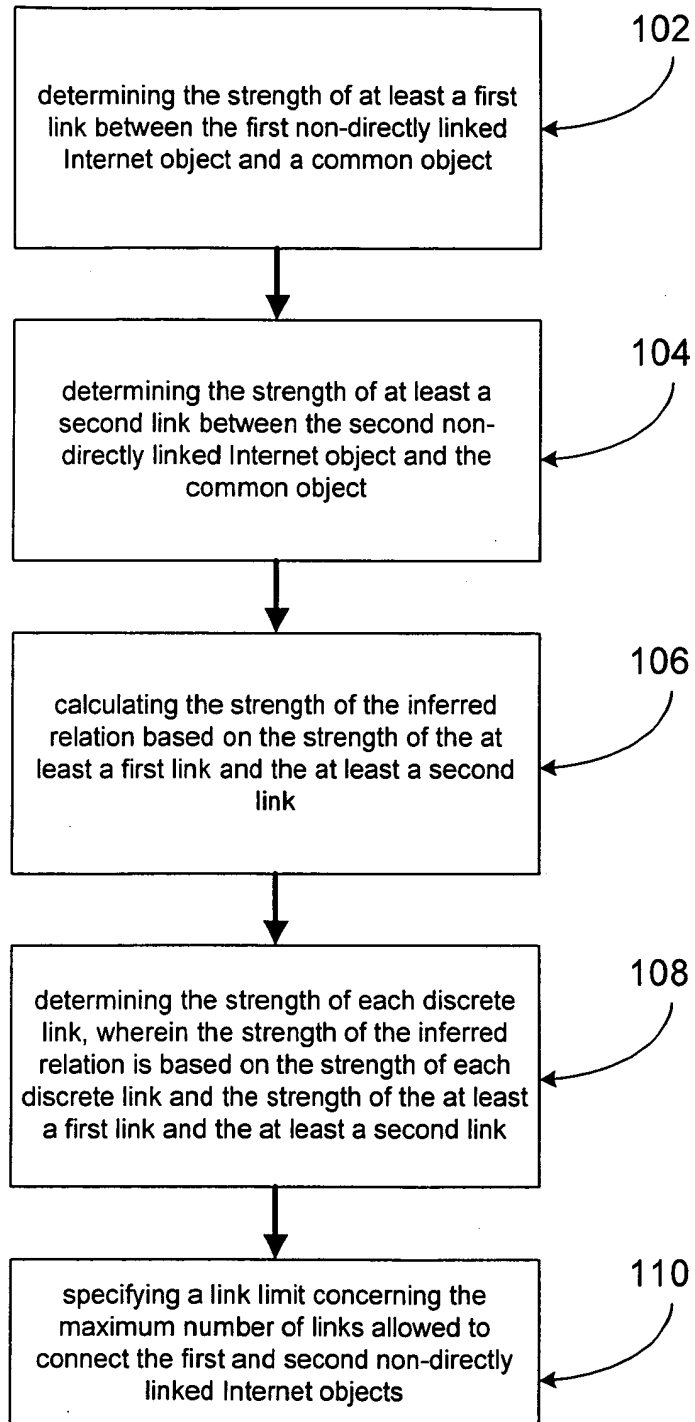 102
determining the strength of at least a first
link between the first non-directly linked
Internet object and a common object
104
determining the strength of at least a
second link between the second non-
directly linked Internet object and the
common object
106
calculating the strength of the inferred
relation based on the strength of the at
least a first link and the at least a second
link
108
determining the strength of each discrete
link, wherein the strength of the inferred
relation is based on the strength of each
discrete link and the strength of the at least
a first link and the at least a second link
110
specifying a link limit concerning the
maximum number of links allowed to
connect the first and second non-directly
linked Internet objects